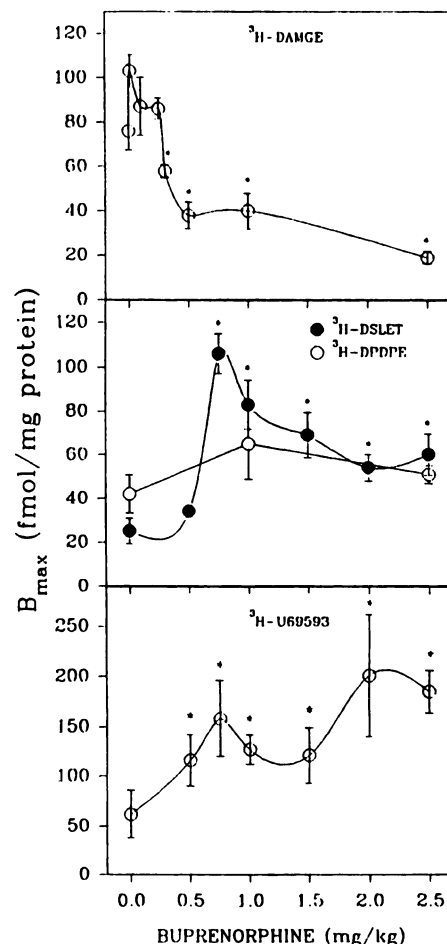 120
³H-DAMGE
100
80
60
40
20
0
120
³H-DSLET
³H-DPDPE
100
80
60
40
20
0
250
³H-U69593
200
150
100
50
0
B_max (fmol/mg protein)
0.0 0.5 1.0 1.5 2.0 2.5
BUPRENORPHINE (mg/kg)